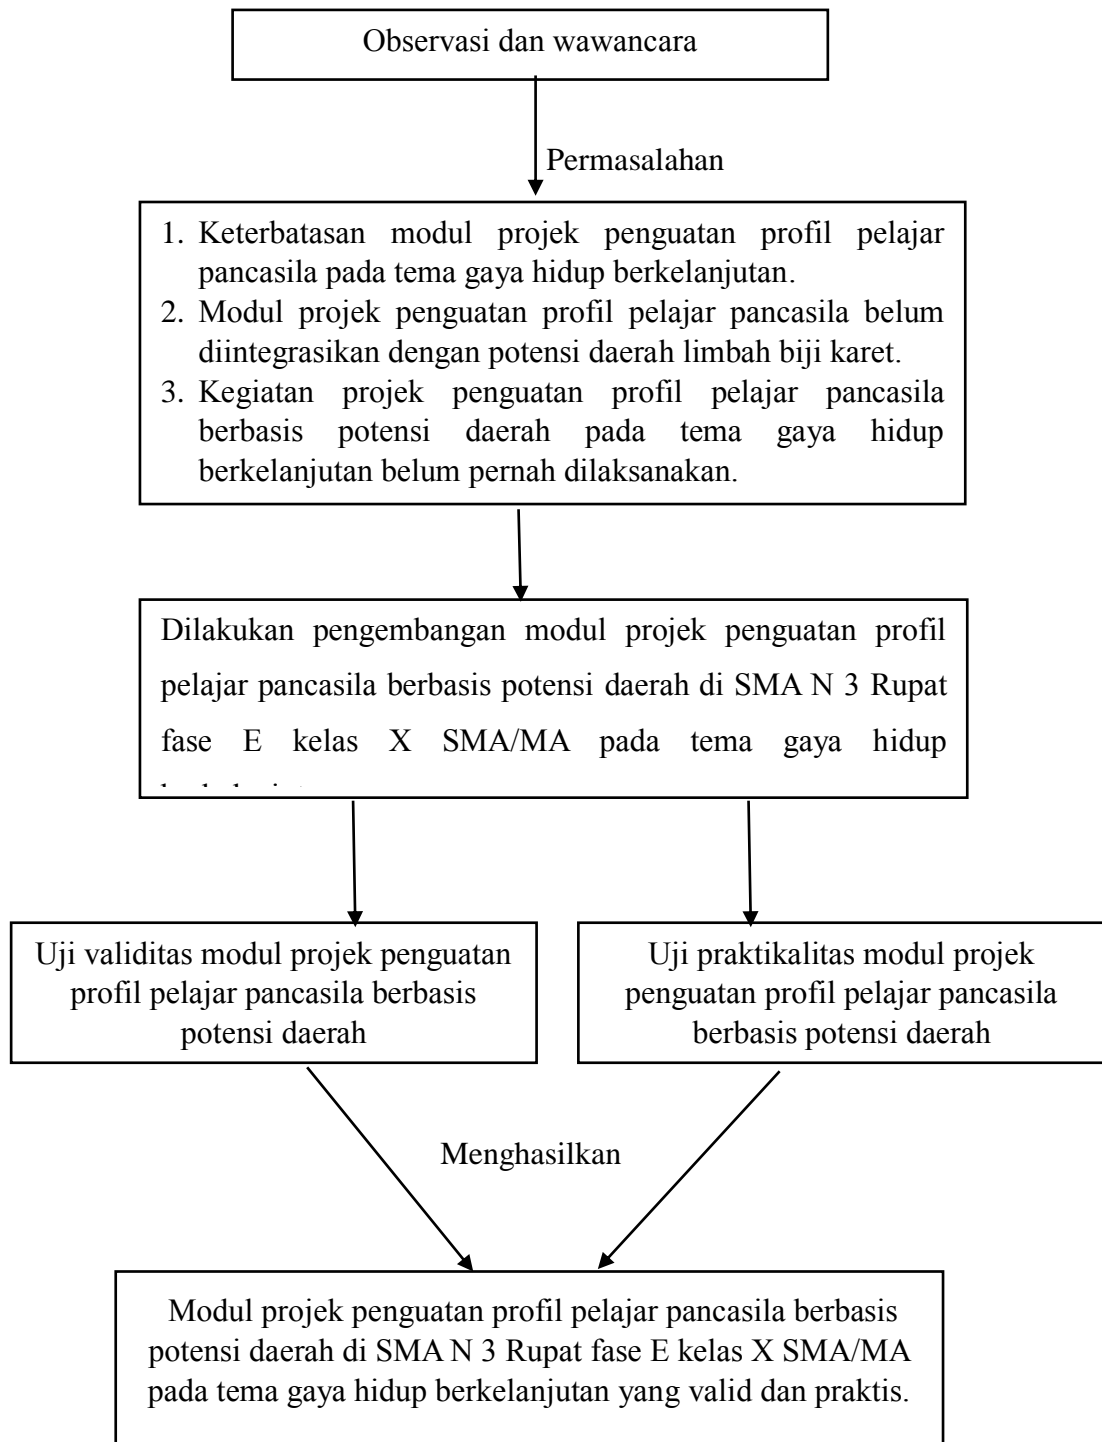 Observasi dan wawancara
Permasalahan
1. Keterbatasan modul projek penguatan profil pelajar
pancasila pada tema gaya hidup berkelanjutan.
2. Modul projek penguatan profil pelajar pancasila belum
diintegrasikan dengan potensi daerah limbah biji karet.
3. Kegiatan projek penguatan profil pelajar pancasila
berbasis potensi daerah pada tema gaya hidup
berkelanjutan belum pernah dilaksanakan.
Dilakukan pengembangan modul projek penguatan profil
pelajar pancasila berbasis potensi daerah di SMA N 3 Rupat
fase E kelas X SMA/MA pada tema gaya hidup
Uji validitas modul projek penguatan
profil pelajar pancasila berbasis
potensi daerah
Uji praktikalitas modul projek
penguatan profil pelajar pancasila
berbasis potensi daerah
Menghasilkan
Modul projek penguatan profil pelajar pancasila berbasis
potensi daerah di SMA N 3 Rupat fase E kelas X SMA/MA
pada tema gaya hidup berkelanjutan yang valid dan praktis.